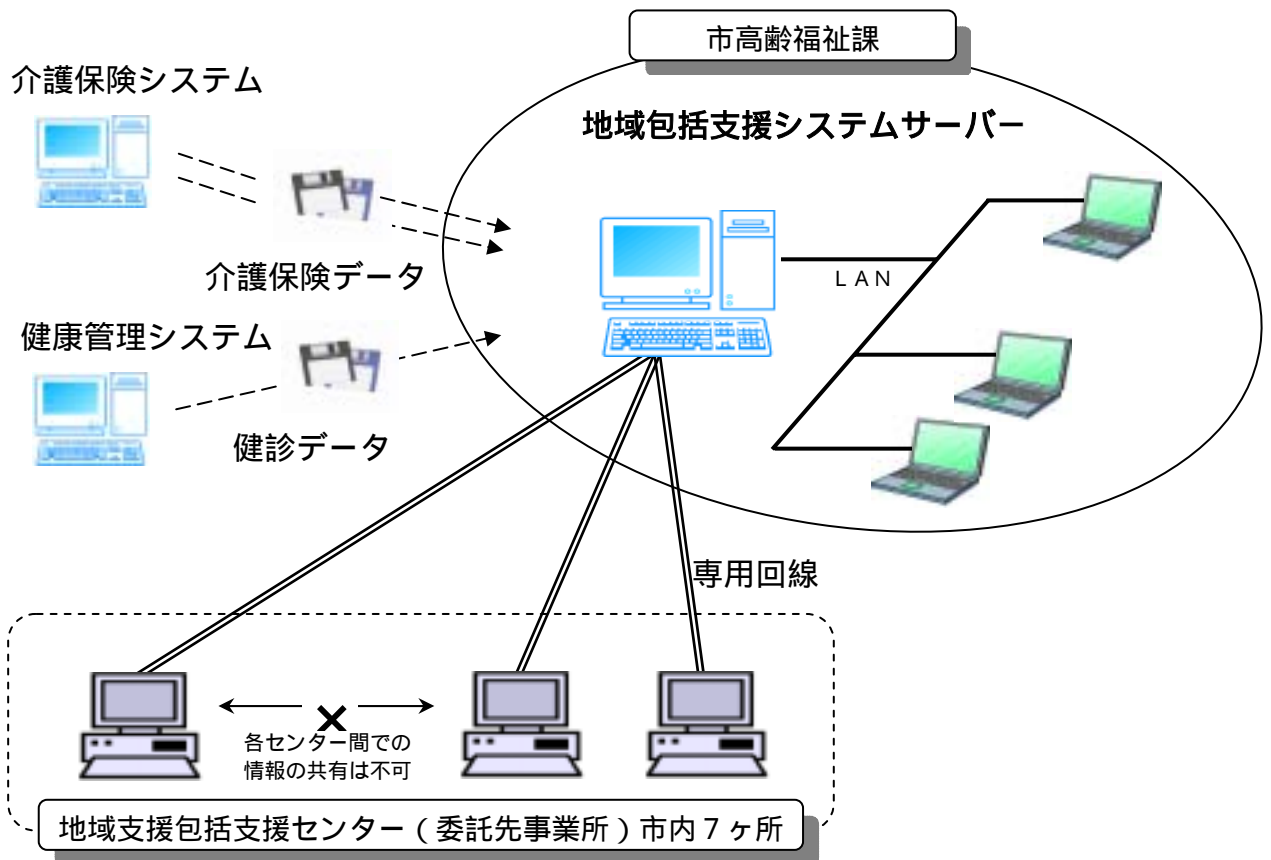 市高齢福祉課
介護保険システム
地域包括支援システムサーバー
介護保険データ
LAN
健康管理システム
健診データ
専用回線
各センター間での
情報の共有は不可
地域支援包括支援センター（委託先事業所）市内７ヶ所